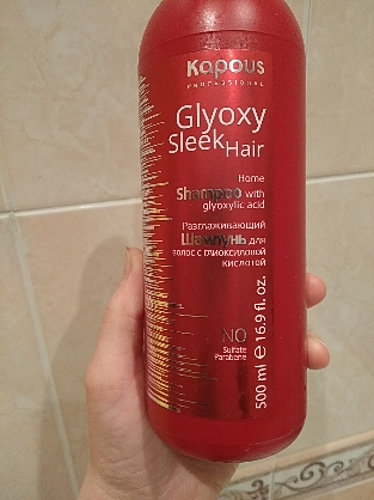 Kapous
PROFESSIONAL
Glyoxy
Sleek Hair
Home
Shampoo with
glyoxylic acid
Разглаживающий
Шампунь для
волос с глиоксиловой
кислотой
NO
Sulfate
Parabene
500 ml ℮ 16.9 fl. oz.